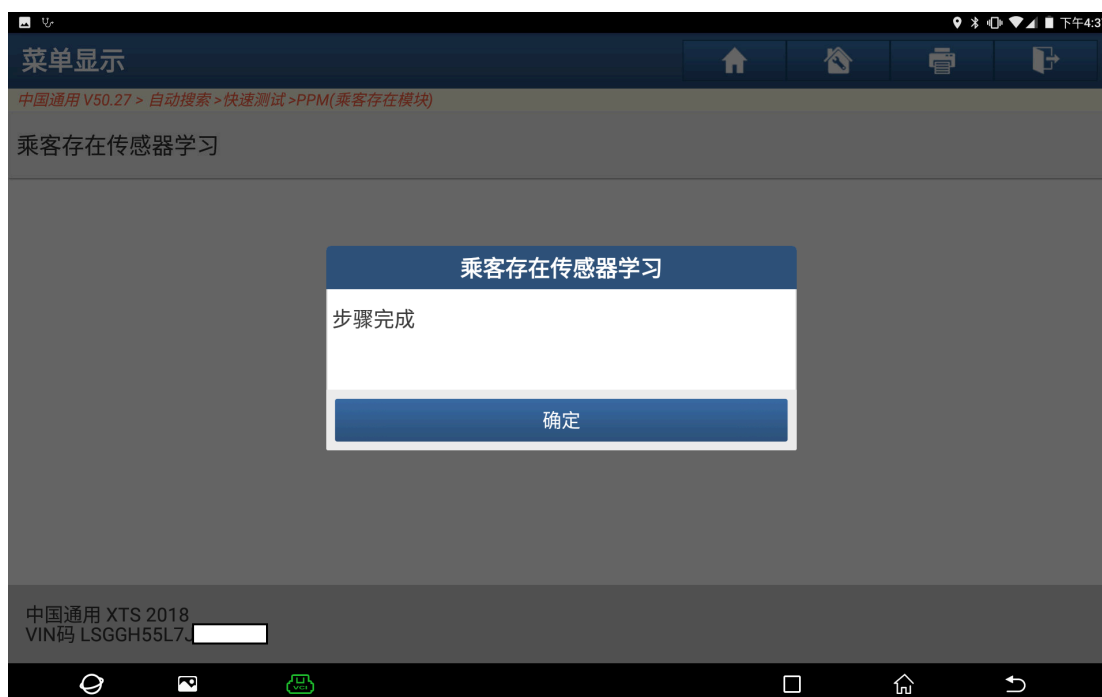 下午4:3
菜单显示
中国通用 V50.27 > 自动搜索 > 快速测试 >PPM(乘客存在模块)
乘客存在传感器学习
乘客存在传感器学习
步骤完成
确定
中国通用 XTS 2018
VIN码 LSGGH55L7J
VCI